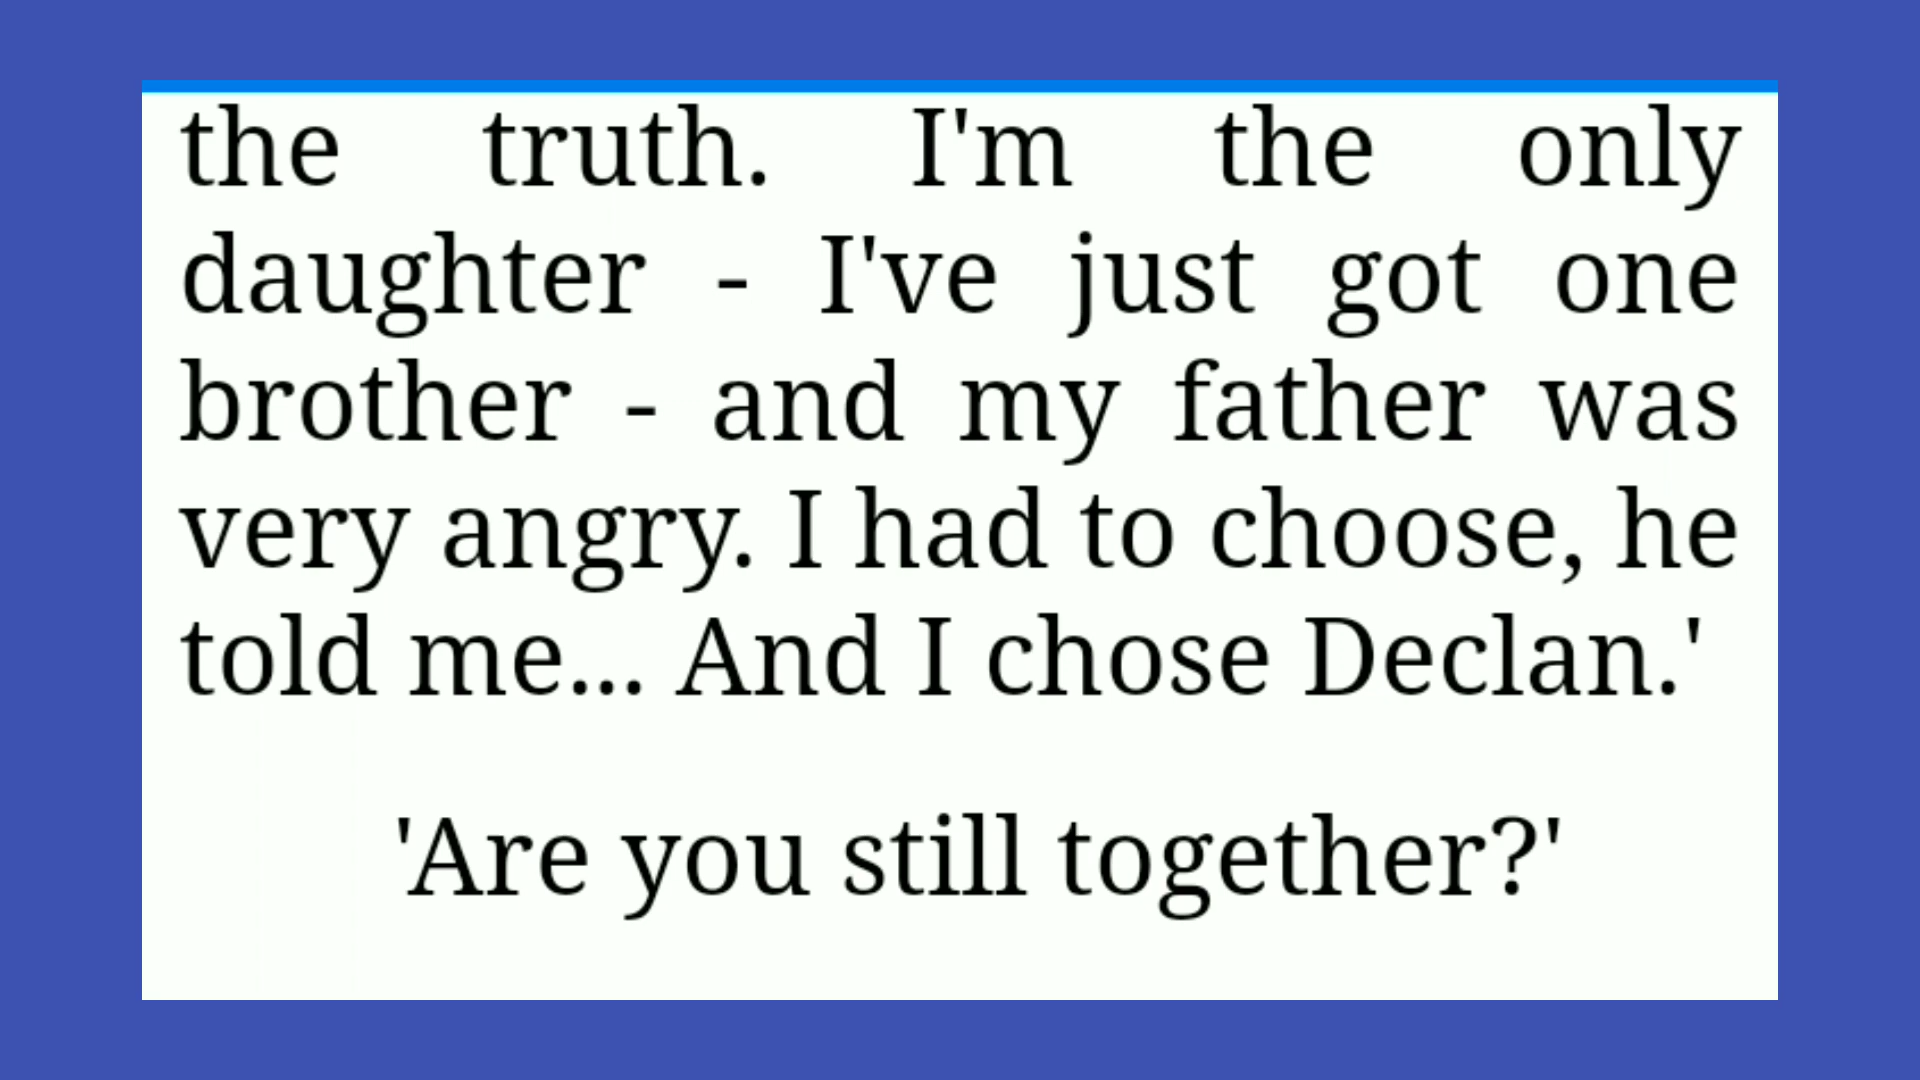 the truth. I'm the only
daughter - I've just got one
brother - and my father was
very angry. I had to choose, he
told me... And I chose Declan.'
'Are you still together?'